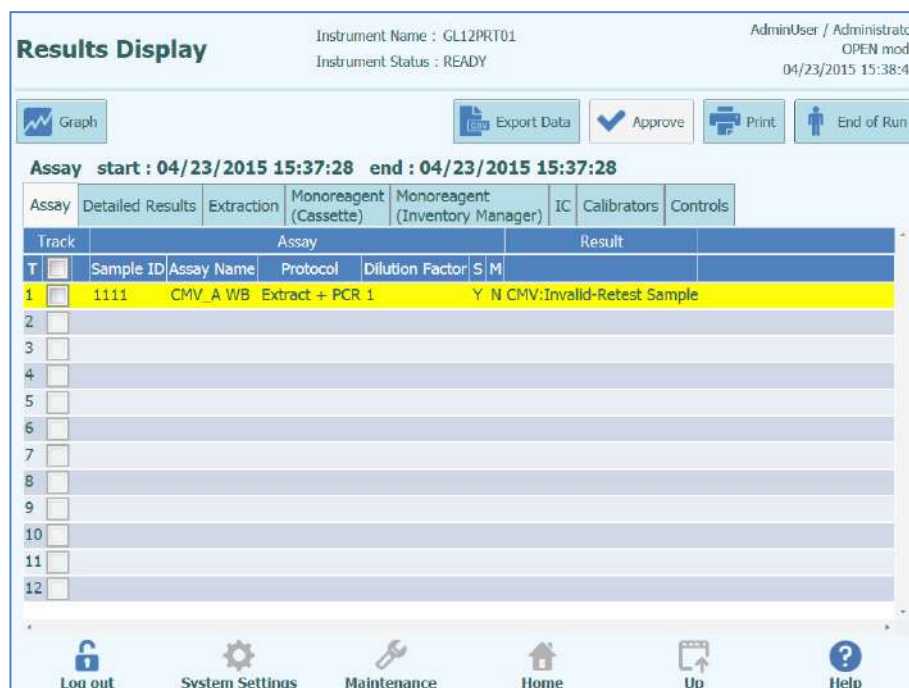 Results Display
Instrument Name : GL12PRT01
Instrument Status : READY
AdminUser / Administrato
OPEN mod
04/23/2015 15:38:4
Graph
CSV
Export Data
Approve
Print
End of Run
Assay start : 04/23/2015 15:37:28 end : 04/23/2015 15:37:28
Assay
Detailed Results
Extraction
Monoreagent
(Cassette)
Monoreagent
(Inventory Manager)
IC
Calibrators
Controls
Track Assay Result
T Sample ID Assay Name Protocol Dilution Factor S M
1 1111 CMV_A WB Extract + PCR 1 Y N CMV:Invalid-Retest Sample
2
3
4
5
6
7
8
9
10
11
12
Log out
System Settings
Maintenance
Home
Up
?
Help